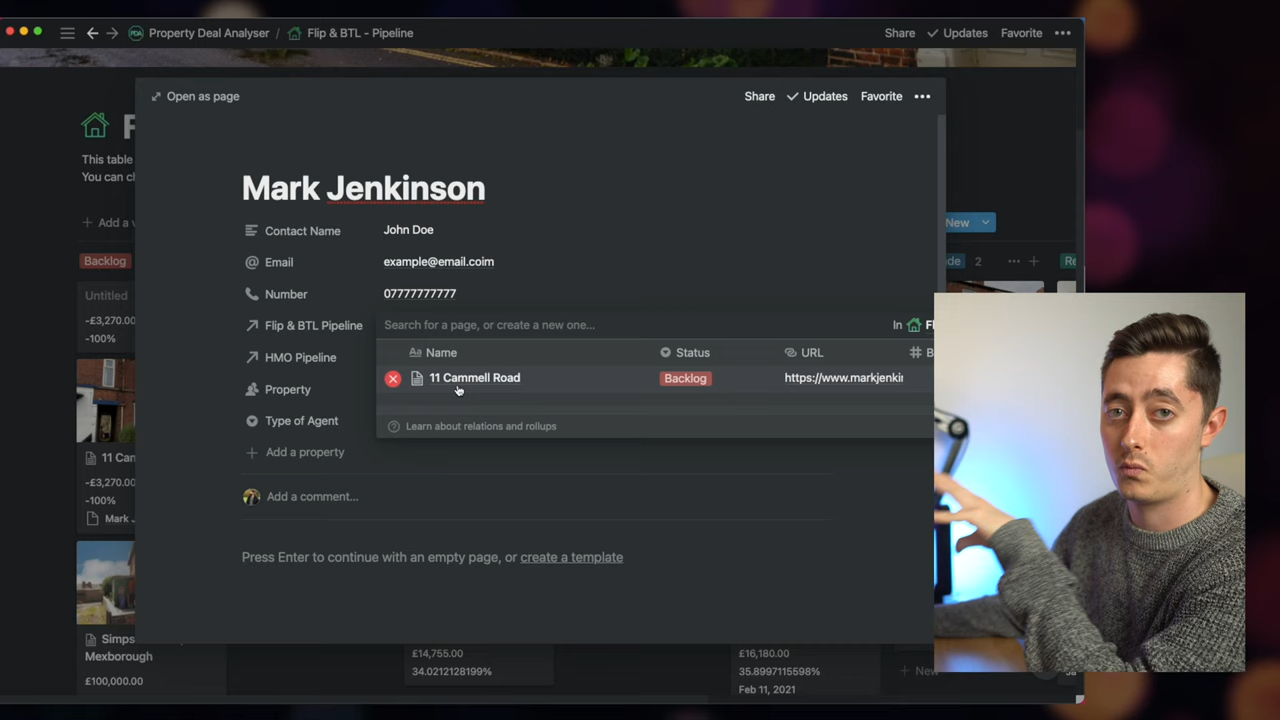 Property Deal Analyser / Flip & BTL - Pipeline
Share Updates Favorite
Open as page
Share Updates Favorite
This table
You can
Add a
New
Mark Jenkinson
Contact Name John Doe
Email example@email.coim
Number 07777777777
Flip & BTL Pipeline
Search for a page, or create a new one...
In
HMO Pipeline
Aa Name Status URL
11 Cammell Road Backlog https://www.markjenkin
Property
Type of Agent
Learn about relations and rollups
Add a property
Add a comment...
Press Enter to continue with an empty page, or create a template
Backlog
2
Untitled
-£3,270.00
-100%
11
-£3,270.00
-100%
Mark
Mexborough
£100,000.00
£14,755.00
34.0212128199%
£16,180.00
35.8997115598%
Feb 11, 2021
New